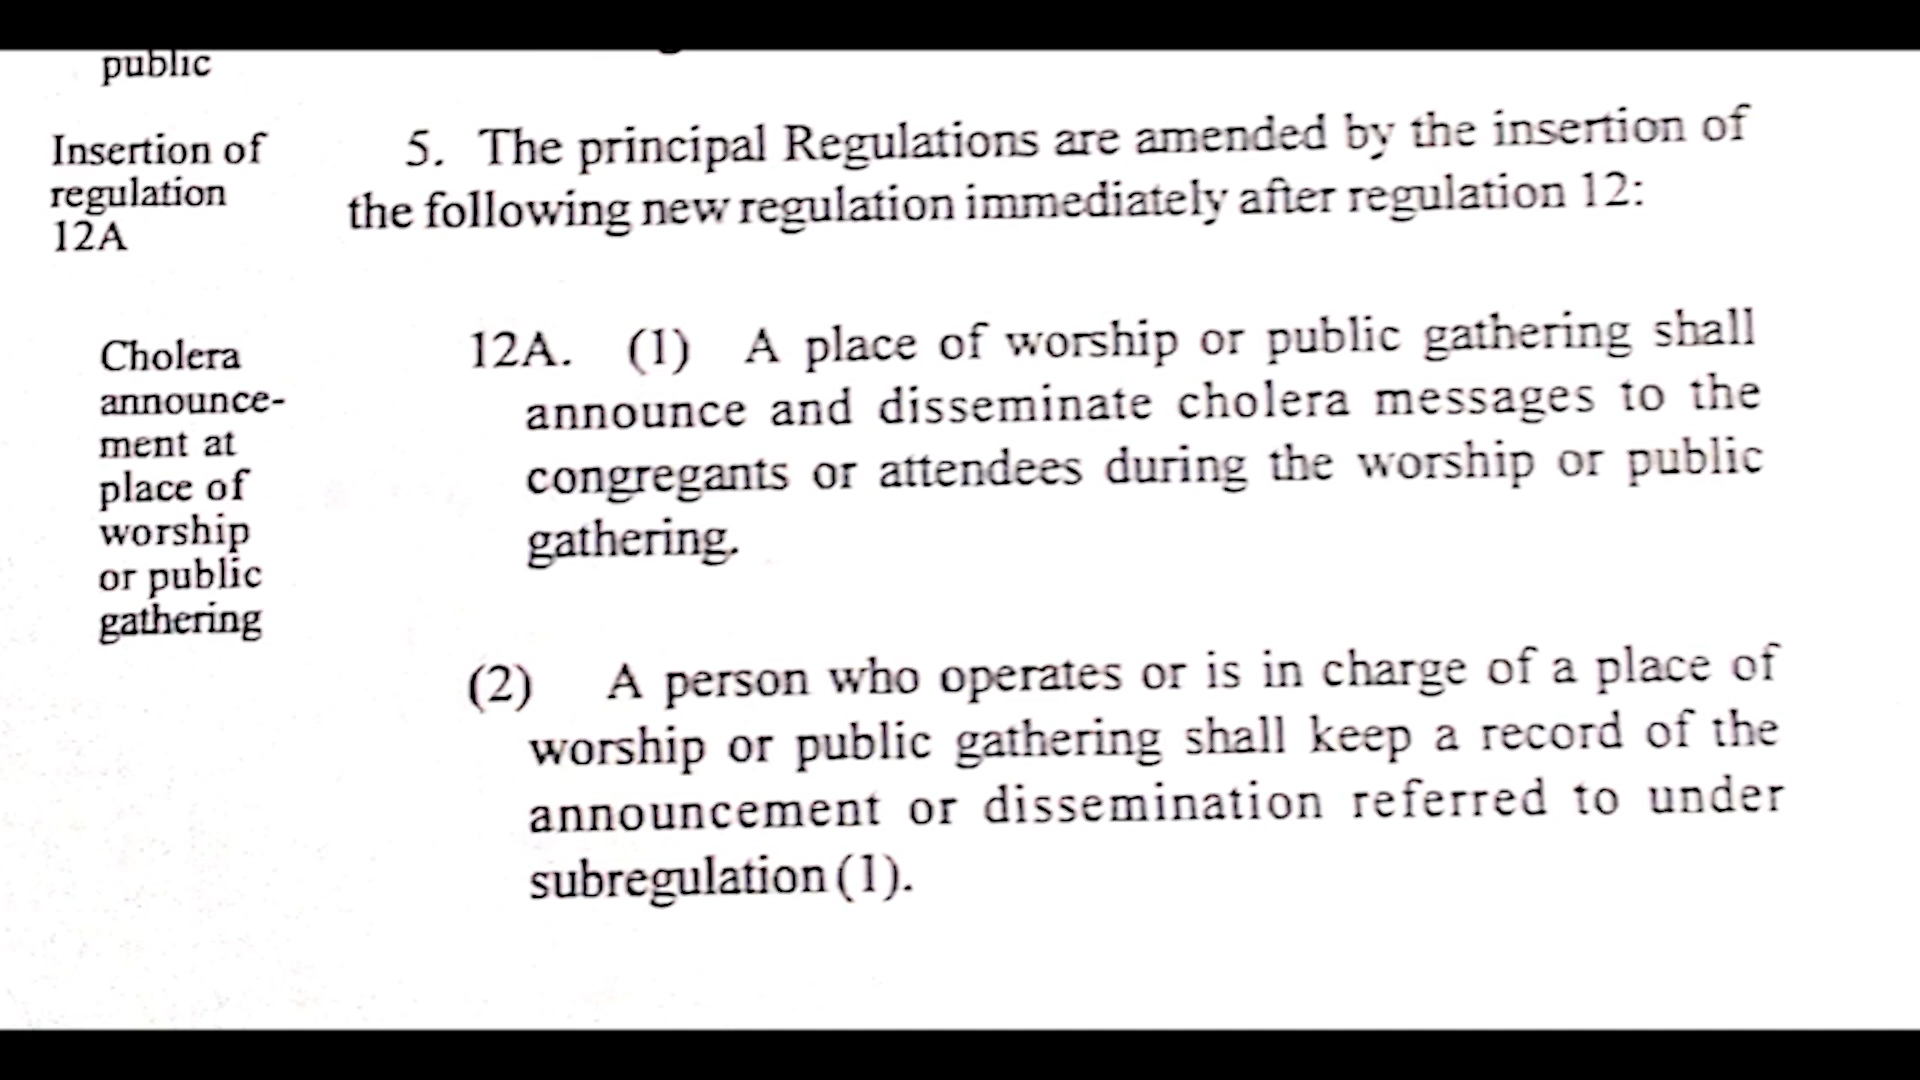 public
Insertion of
regulation
12A
5. The principal Regulations are amended by the insertion of
the following new regulation immediately after regulation 12:
Cholera
announce-
ment at
place of
worship
or public
gathering
12A. (1) A place of worship or public gathering shall
announce and disseminate cholera messages to the
congregants or attendees during the worship or public
gathering.
(2) A person who operates or is in charge of a place of
worship or public gathering shall keep a record of the
announcement or dissemination referred to under
subregulation (1).